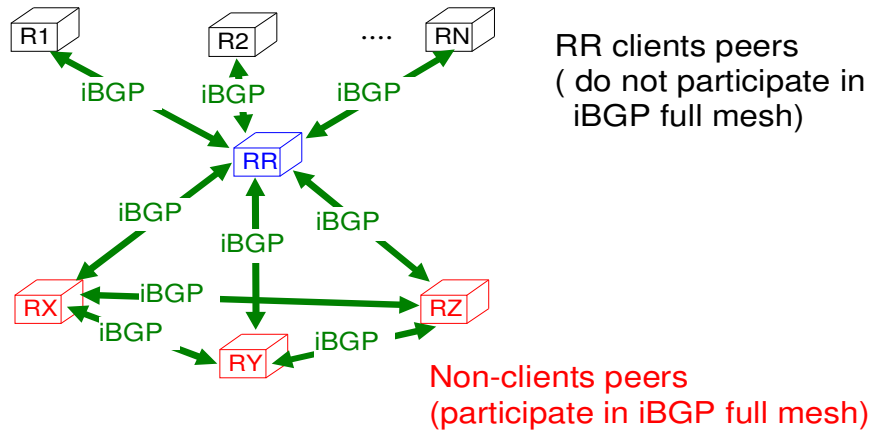 R1
R2
....
RN
RR clients peers
( do not participate in
iBGP full mesh)
iBGP
iBGP
iBGP
RR
iBGP
iBGP
iBGP
iBGP
RX
RZ
iBGP
iBGP
RY
Non-clients peers
(participate in iBGP full mesh)